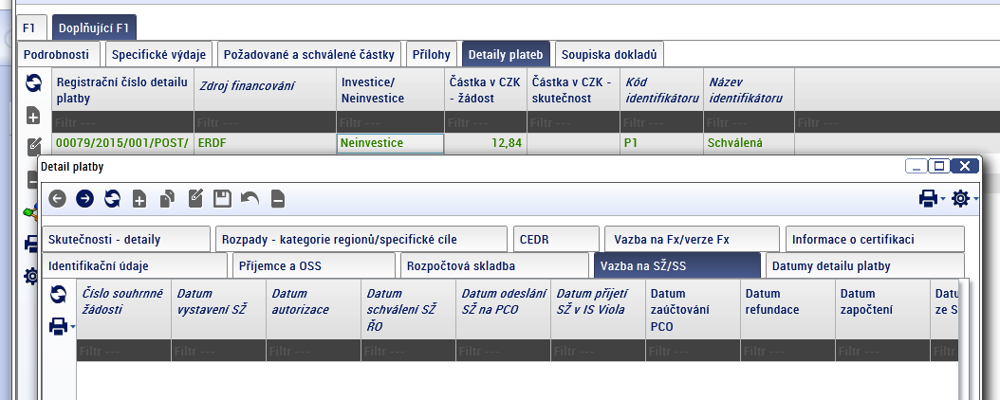 F1 Doplňující F1
Podrobnosti Specifické výdaje Požadované a schválené částky Přílohy Detaily plateb Soupiska dokladů
Registrační číslo detailu platby Zdroj financování Investice/ Neinvestice Částka v CZK - žádost Částka v CZK - skutečnost Kód identifikátoru Název identifikátoru
Filtr --- Filtr --- Filtr --- Filtr --- Filtr --- Filtr --- Filtr --- Filtr ---
00079/2015/001/POST/ ERDF Neinvestice 12,84 P1 Schválená
Detail platby
Skutečnosti - detaily Rozpady - kategorie regionů/specifické cíle CEDR Vazba na Fx/verze Fx Informace o certifikaci
Identifikační údaje Příjemce a OSS Rozpočtová skladba Vazba na SŽ/SS Datumy detailu platby
Číslo souhrnné žádosti Datum vystavení SŽ Datum autorizace Datum schválení SŽ ŘO Datum odeslání SŽ na PCO Datum přijetí SŽ v IS Viola Datum zaúčtování PCO Datum refundace Datum započtení
Filtr --- Filtr --- Filtr --- Filtr --- Filtr --- Filtr --- Filtr --- Filtr --- Filtr --- Filtr